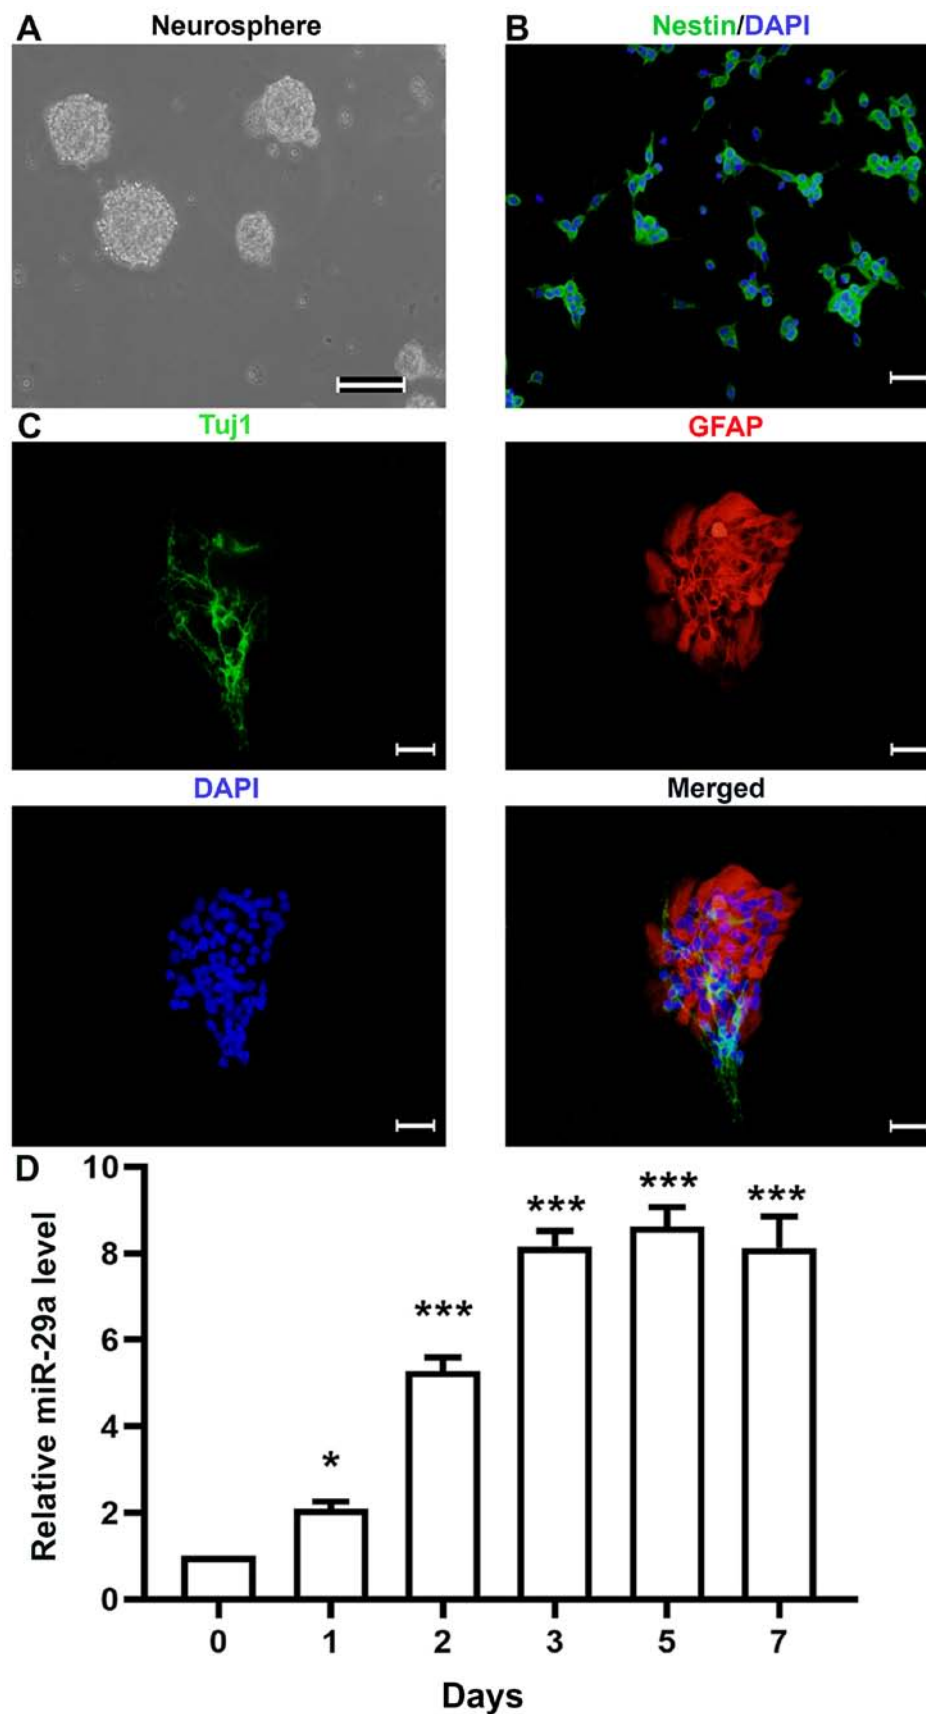 A Neurosphere
B Nestin/DAPI
C Tuj1
GFAP
DAPI
Merged
D
Relative miR-29a level
10
8
6
4
2
0
*
***
***
***
***
0 1 2 3 5 7
Days